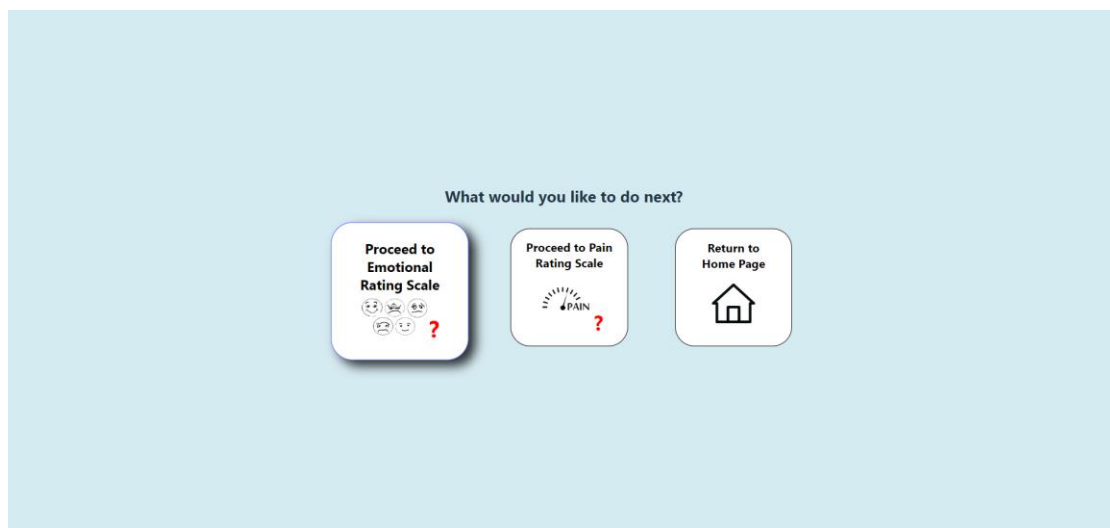 What would you like to do next?
Proceed to
Emotional
Rating Scale
?
Proceed to Pain
Rating Scale
PAIN
?
Return to
Home Page